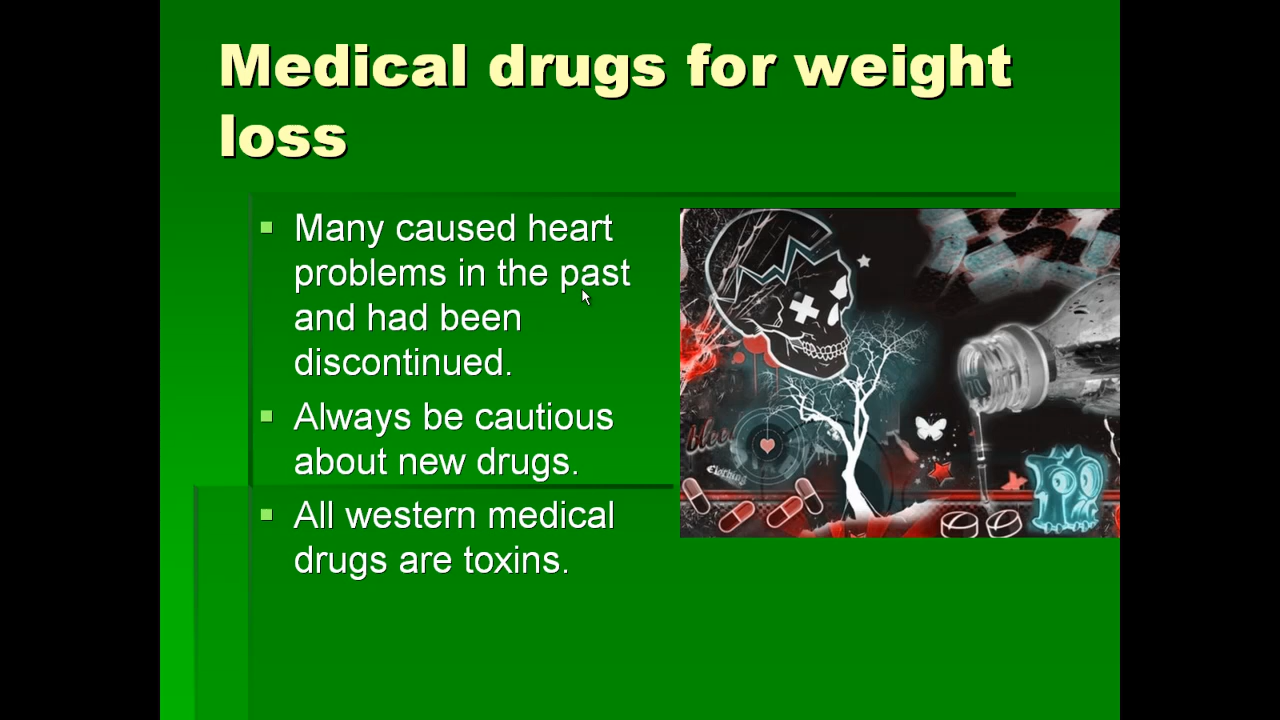 Medical drugs for weight
loss
Many caused heart
problems in the past
and had been
discontinued.
Always be cautious
about new drugs.
All western medical
drugs are toxins.